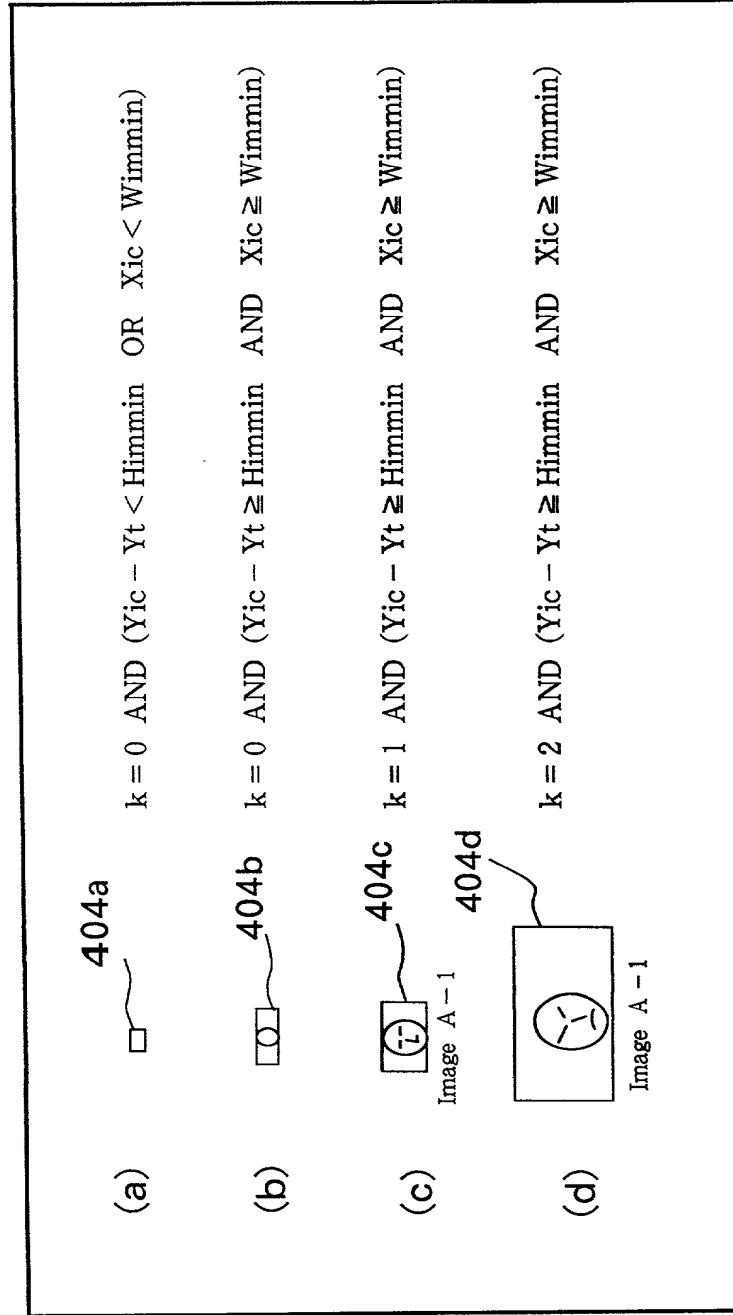 (a) 404a k = 0 AND (Yic − Yt < Himmin OR Xic < Wimmin)
(b) 404b k = 0 AND (Yic − Yt ≧ Himmin AND Xic ≧ Wimmin)
(c) 404c k = 1 AND (Yic − Yt ≧ Himmin AND Xic ≧ Wimmin)
Image A − 1
(d) 404d k = 2 AND (Yic − Yt ≧ Himmin AND Xic ≧ Wimmin)
Image A − 1